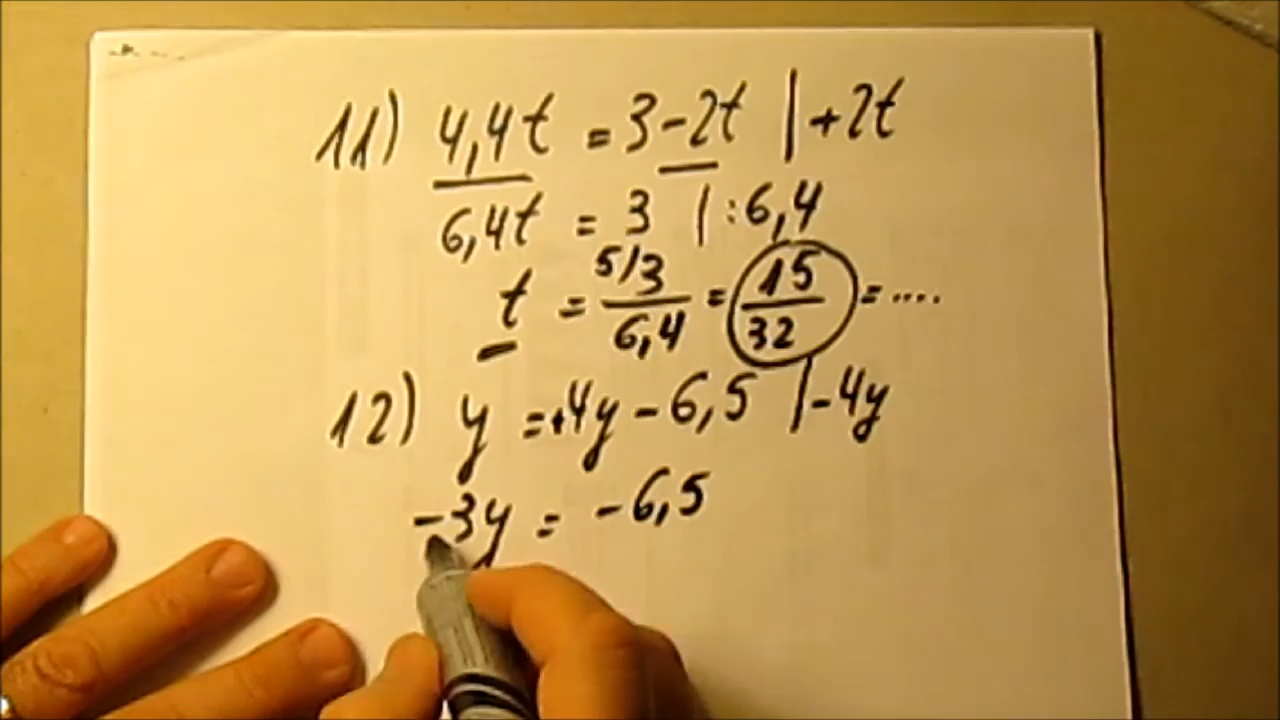 11) 4,4t = 3 - 2t | + 2t
6,4t = 3 | : 6,4
t = 5/3 / 6,4 = 15/32 = ....
12) y = +4y - 6,5 | - 4y
-3y = -6,5